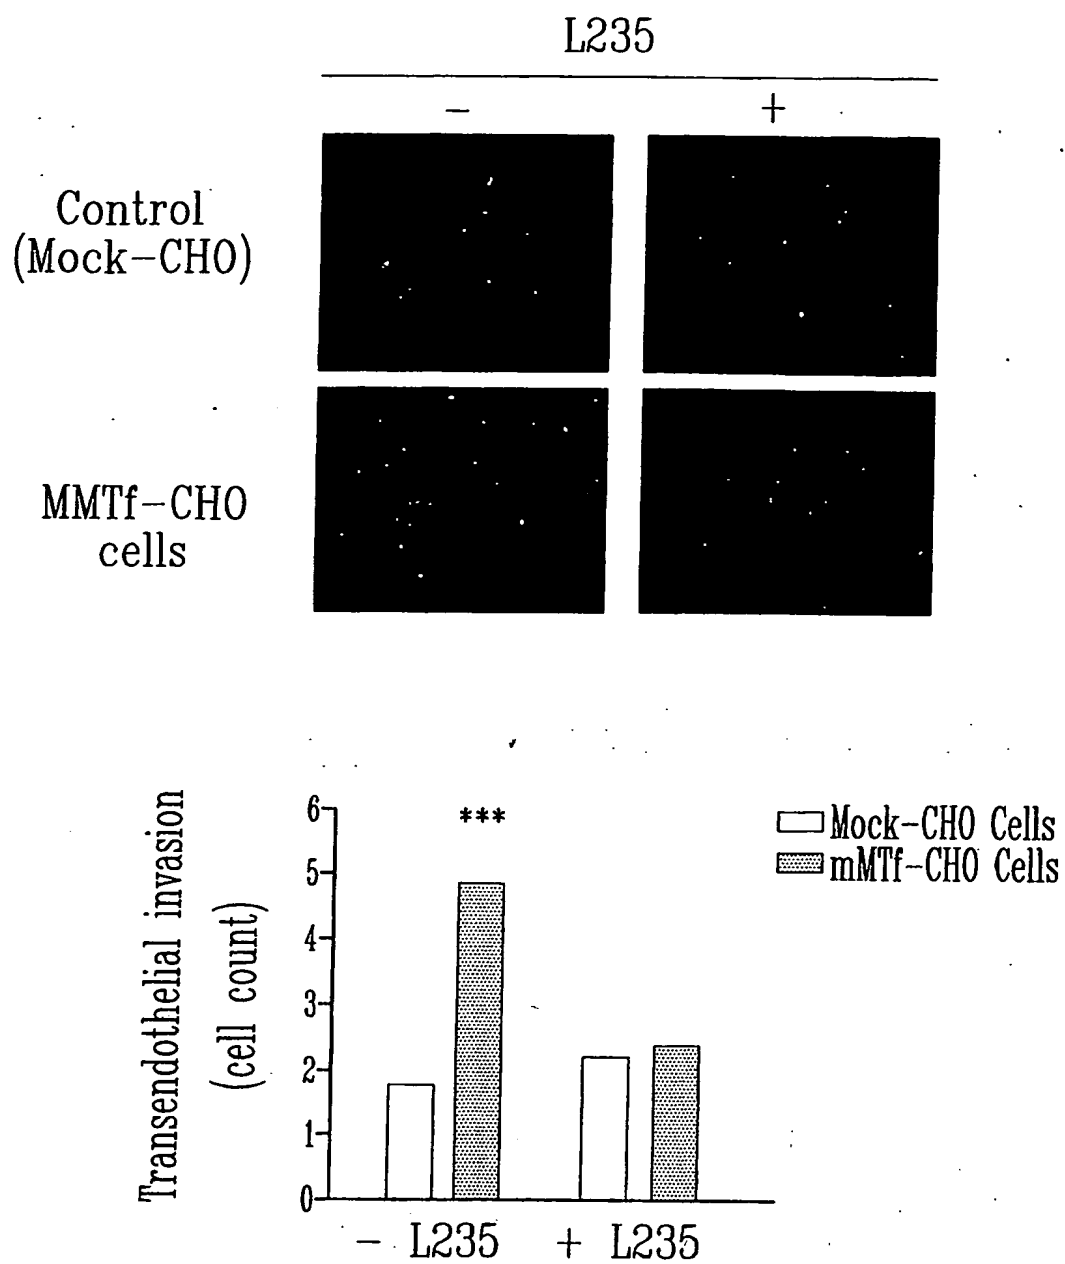 L235
− +
Control
(Mock-CHO)
MMTf-CHO
cells
Transendothelial invasion
(cell count)
6
5
4
3
2
1
0
***
Mock-CHO Cells
mMTf-CHO Cells
− L235 + L235